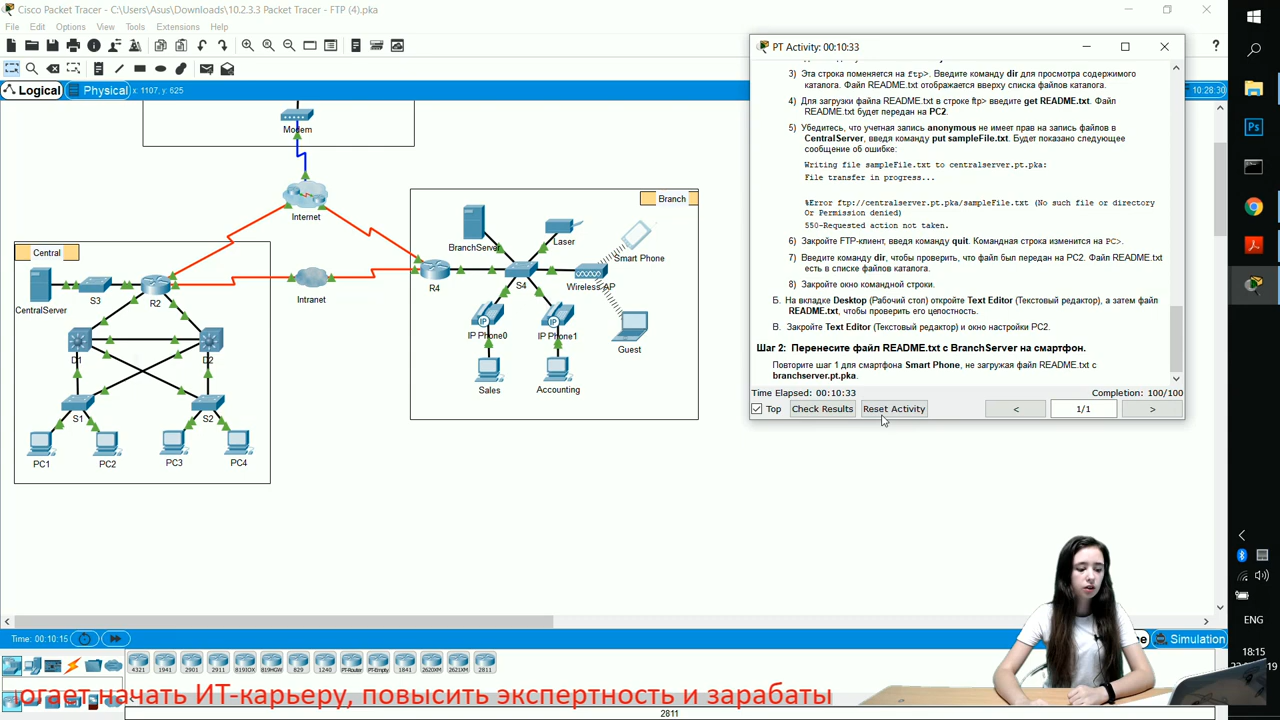 Cisco Packet Tracer - C:\Users\Asus\Downloads\10.2.3.3 Packet Tracer - FTP (4).pka
File Edit Options View Tools Extensions Help
Logical Physical x: 1107, y: 625
10:28:30
Modem
Internet
Intranet
Central
CentralServer
S3
R2
D1
D2
S1
S2
PC1
PC2
PC3
PC4
Branch
BranchServer
Laser
Smart Phone
R4
S4
Wireless AP
IP Phone0
IP Phone1
Guest
Sales
Accounting
PT Activity: 00:10:33
3) Эта строка поменяется на ftp>. Введите команду dir для просмотра содержимого
каталога. Файл README.txt отображается вверху списка файлов каталога.
4) Для загрузки файла README.txt в строке ftp> введите get README.txt. Файл
README.txt будет передан на PC2.
5) Убедитесь, что учетная запись anonymous не имеет прав на запись файлов в
CentralServer, введя команду put sampleFile.txt. Будет показано следующее
сообщение об ошибке:
Writing file sampleFile.txt to centralserver.pt.pka:
File transfer in progress...
%Error ftp://centralserver.pt.pka/sampleFile.txt (No such file or directory
Or Permission denied)
550-Requested action not taken.
6) Закройте FTP-клиент, введя команду quit. Командная строка изменится на PC>.
7) Введите команду dir, чтобы проверить, что файл был передан на PC2. Файл README.txt
есть в списке файлов каталога.
8) Закройте окно командной строки.
Б. На вкладке Desktop (Рабочий стол) откройте Text Editor (Текстовый редактор), а затем файл
README.txt, чтобы проверить его целостность.
В. Закройте Text Editor (Текстовый редактор) и окно настройки PC2.
Шаг 2: Перенесите файл README.txt с BranchServer на смартфон.
Повторите шаг 1 для смартфона Smart Phone, не загружая файл README.txt с
branchserver.pt.pka.
Time Elapsed: 00:10:33 Completion: 100/100
Top Check Results Reset Activity < 1/1 >
Time: 00:10:15
Simulation
4321 1941 2901 2911 819IOX 819HGW 829 1240 PT-Router PT-Empty 1841 2620XM 2621XM 2811
огает начать ИТ-карьеру, повысить экспертность и зарабаты
2811
ENG
18:15